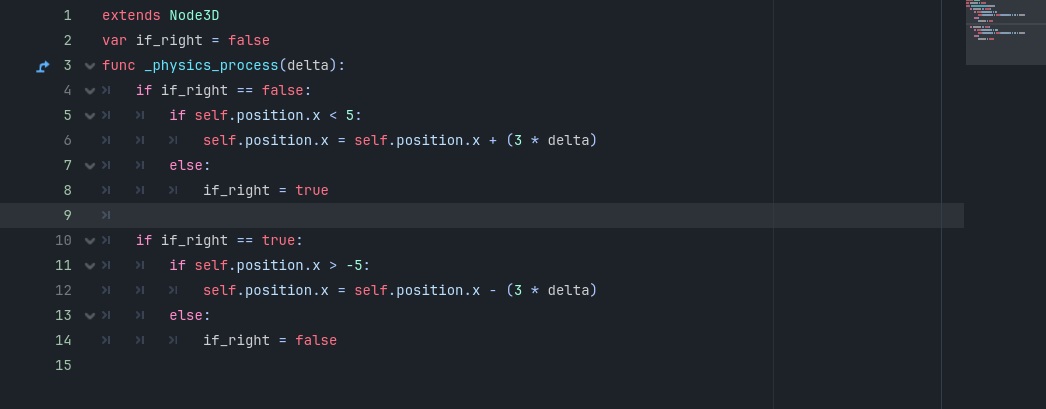 1 extends Node3D
2 var if_right = false
3 func _physics_process(delta):
4 if if_right == false:
5 if self.position.x < 5:
6 self.position.x = self.position.x + (3 * delta)
7 else:
8 if_right = true
9
10 if if_right == true:
11 if self.position.x > -5:
12 self.position.x = self.position.x - (3 * delta)
13 else:
14 if_right = false
15